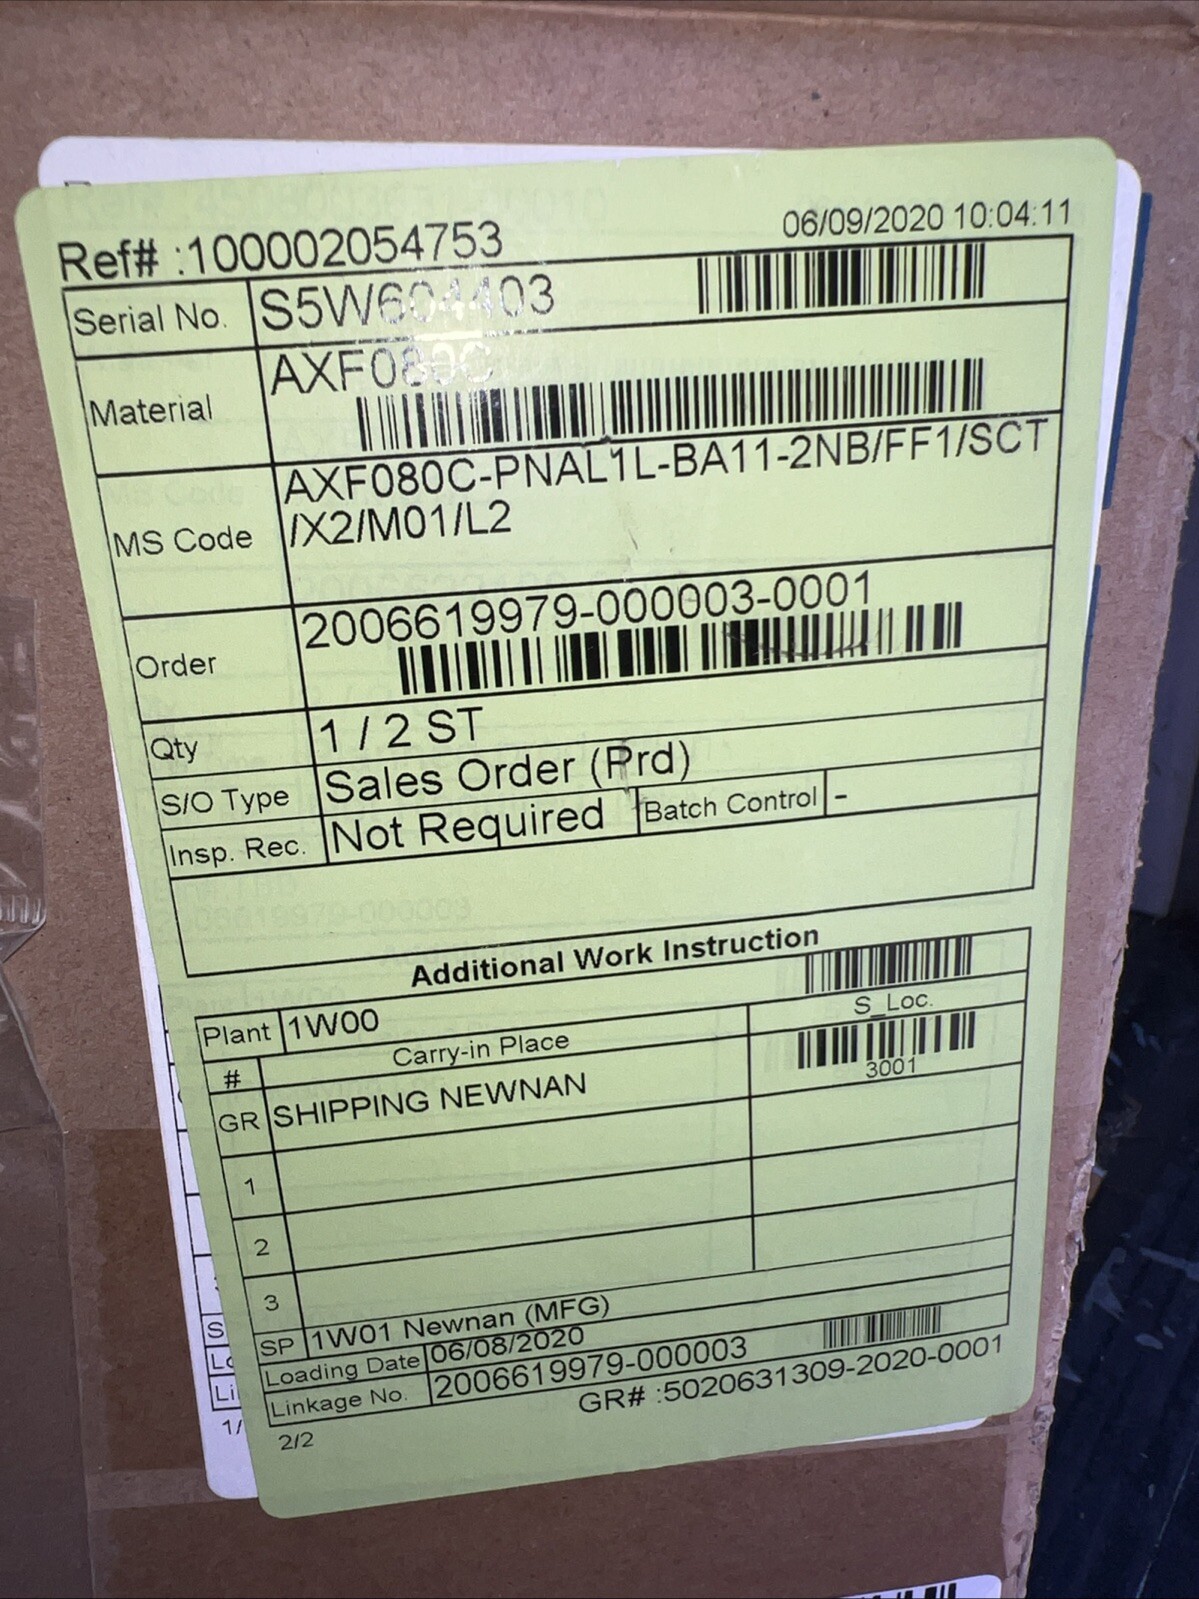 Ref# :100002054753
06/09/2020 10:04:11
Serial No. S5W604403
Material AXF080C
MS Code AXF080C-PNAL1L-BA11-2NB/FF1/SCT
/X2/M01/L2
Order 2006619979-000003-0001
Qty 1 / 2 ST
S/O Type Sales Order (Prd)
Insp. Rec. Not Required Batch Control -
Additional Work Instruction
Plant 1W00
S_Loc.
# Carry-in Place
GR SHIPPING NEWNAN 3001
1
2
3
SP 1W01 Newnan (MFG)
Loading Date 06/08/2020
Linkage No. 2006619979-000003
GR# :5020631309-2020-0001
2/2
1/